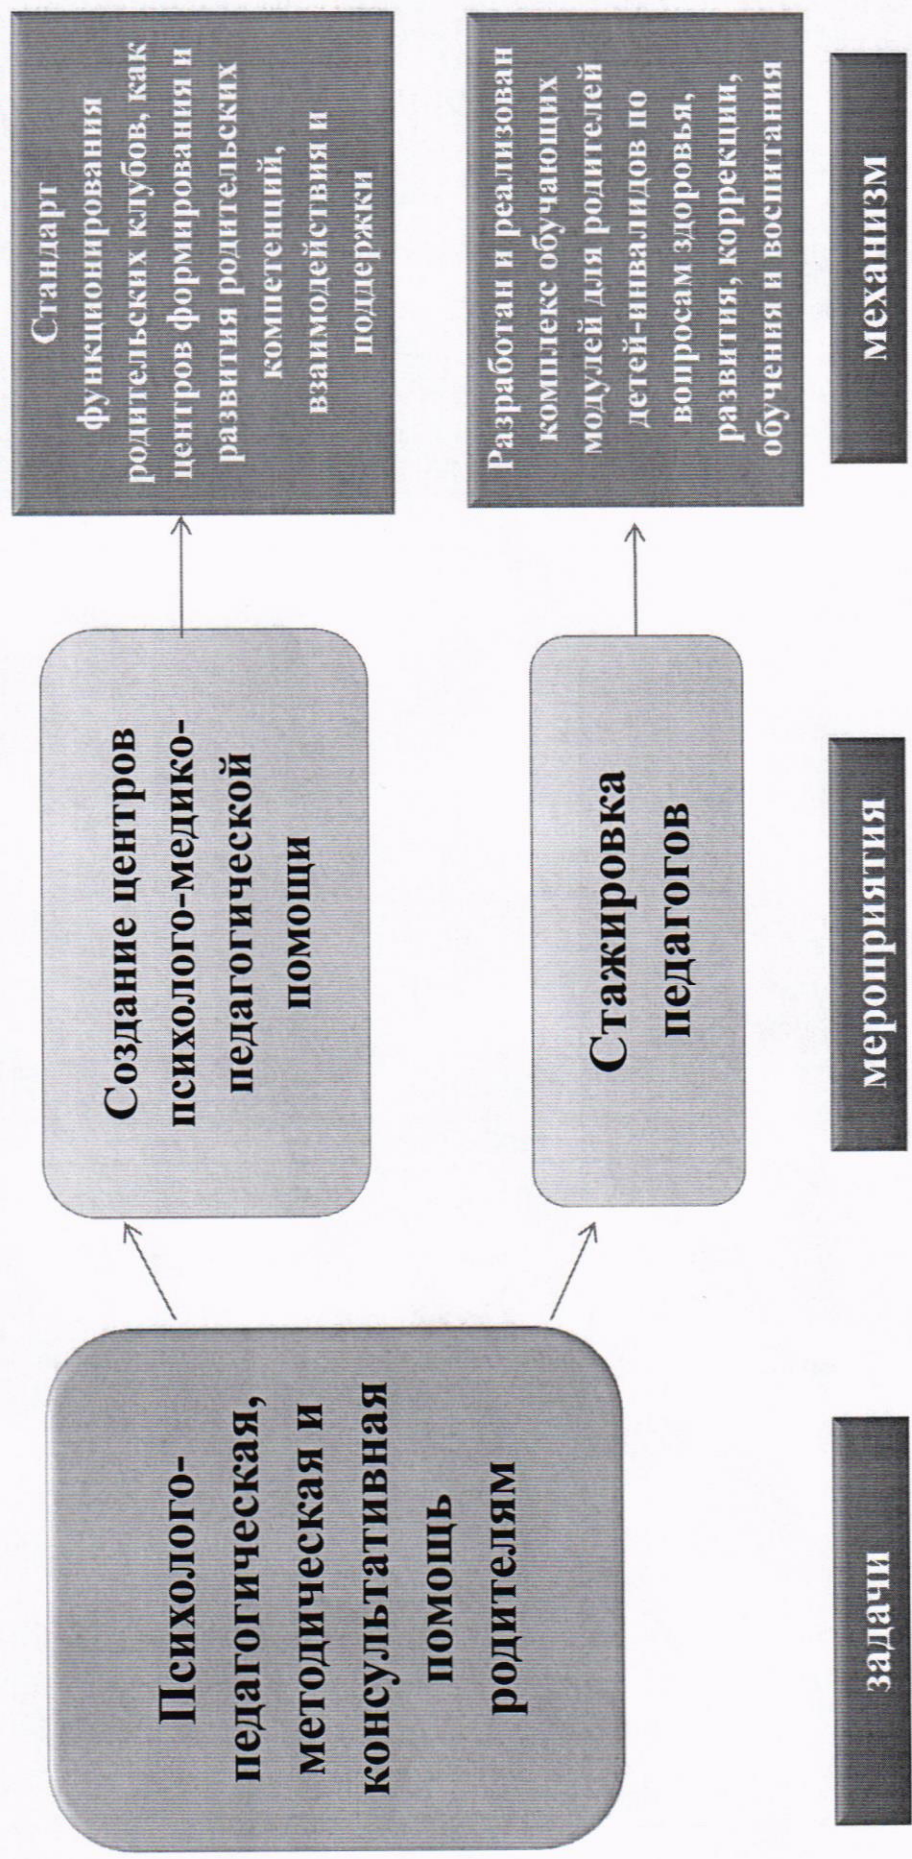 Психолого-
педагогическая,
методическая и
консультативная
помощь
родителям
Создание центров
психолого-медико-
педагогической
помощи
Стажировка
педагогов
Стандарт
функционирования
родительских клубов, как
центров формирования и
развития родительских
компетенций,
взаимодействия и
поддержки
Разработан и реализован
комплекс обучающих
модулей для родителей
детей-инвалидов по
вопросам здоровья,
развития, коррекции,
обучения и воспитания
задачи
мероприятия
механизм